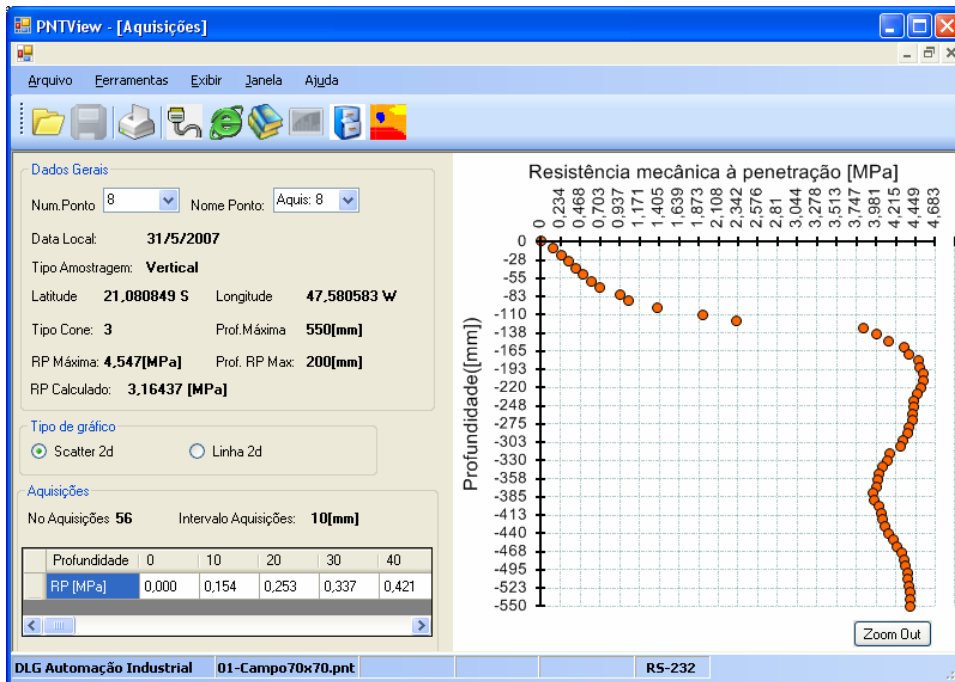 PNTView - [Aquisições]
Arquivo Ferramentas Exibir Janela Ajuda
Dados Gerais
Num.Ponto 8 Nome Ponto: Aquis: 8
Data Local: 31/5/2007
Tipo Amostragem: Vertical
Latitude 21,080849 S Longitude 47,580583 W
Tipo Cone: 3 Prof.Máxima 550[mm]
RP Máxima: 4,547[MPa] Prof. RP Max: 200[mm]
RP Calculado: 3,16437 [MPa]
Tipo de gráfico
Scatter 2d Linha 2d
Aquisições
No Aquisições 56 Intervalo Aquisições: 10[mm]
Profundidade 0 10 20 30 40
RP [MPa] 0,000 0,154 0,253 0,337 0,421
Resistência mecânica à penetração [MPa]
0 0,234 0,468 0,703 0,937 1,171 1,405 1,639 1,873 2,108 2,342 2,576 2,81 3,044 3,278 3,513 3,747 3,981 4,215 4,449 4,683
Profundidade([mm])
0
-28
-55
-83
-110
-138
-165
-193
-220
-248
-275
-303
-330
-358
-385
-413
-440
-468
-495
-523
-550
Zoom Out
DLG Automação Industrial 01-Campo70x70.pnt RS-232